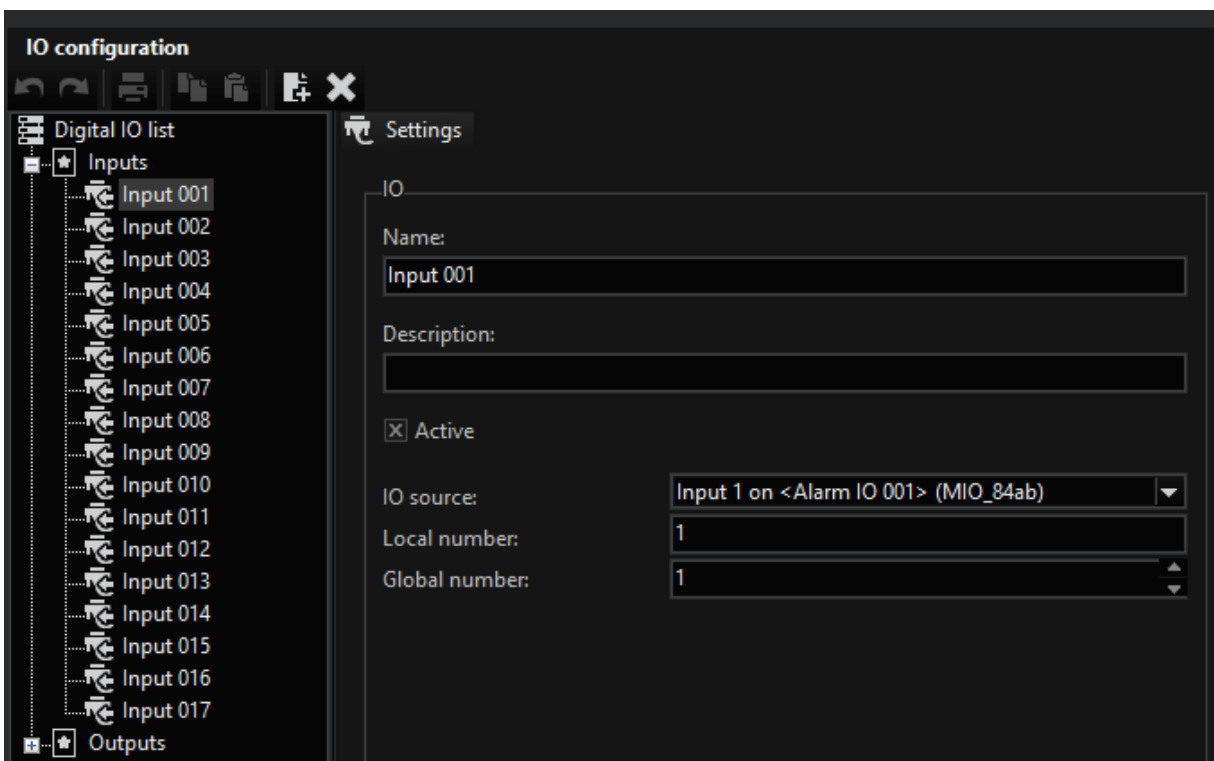 IO configuration
Digital IO list
Settings
Inputs
Input 001
Input 002
Input 003
Input 004
Input 005
Input 006
Input 007
Input 008
Input 009
Input 010
Input 011
Input 012
Input 013
Input 014
Input 015
Input 016
Input 017
Outputs
IO
Name:
Input 001
Description:
Active
IO source:
Input 1 on <Alarm IO 001> (MIO_84ab)
Local number:
1
Global number:
1